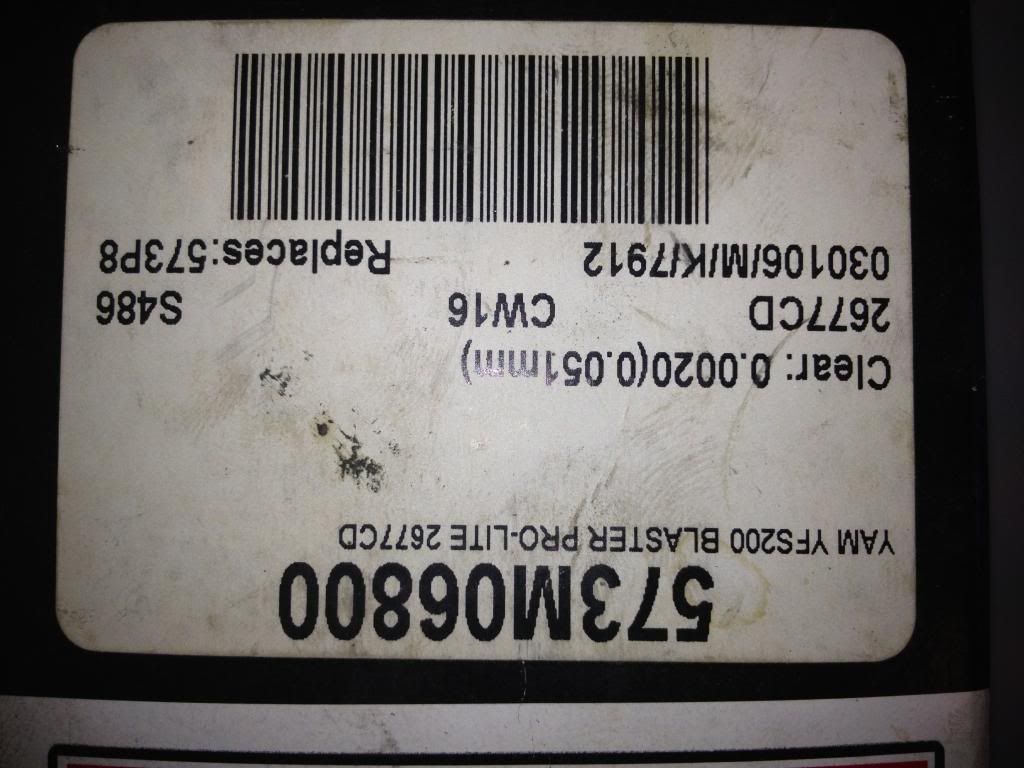 573M06800
YAM YFS200 BLASTER PRO-LITE 2677CD
Clear: 0.0020(0.051mm)
2677CD CW16 S486
030106/M/K/7912 Replaces:573P8